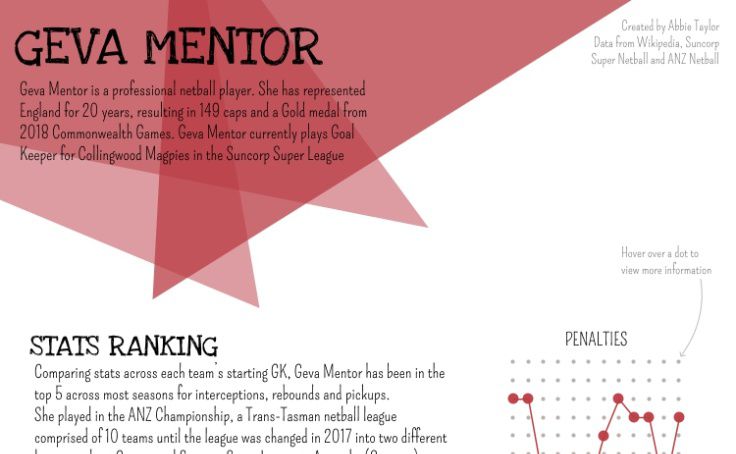 GEVA MENTOR
Created by Abbie Taylor
Data from Wikipedia, Suncorp
Super Netball and ANZ Netball
Geva Mentor is a professional netball player. She has represented
England for 20 years, resulting in 149 caps and a Gold medal from
2018 Commonwealth Games. Geva Mentor currently plays Goal
Keeper for Collingwood Magpies in the Suncorp Super League
Hover over a dot to
view more information
STATS RANKING
Comparing stats across each team's starting GK, Geva Mentor has been in the
top 5 across most seasons for interceptions, rebounds and pickups.
She played in the ANZ Championship, a Trans-Tasman netball league
comprised of 10 teams until the league was changed in 2017 into two different
PENALTIES